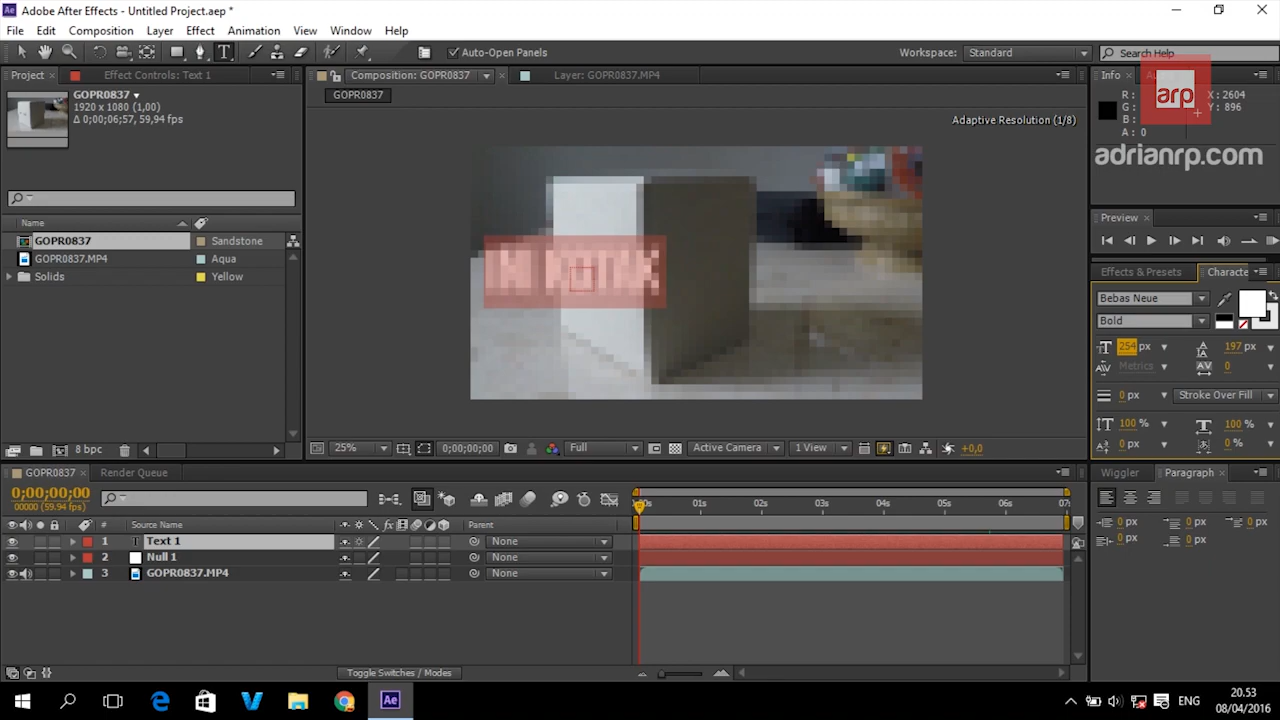 Adobe After Effects - Untitled Project.aep *
File Edit Composition Layer Effect Animation View Window Help
T Auto-Open Panels Workspace: Standard Search Help
Project Effect Controls: Text 1 Composition: GOPR0837 Layer: GOPR0837.MP4 Info
GOPR0837
1920 x 1080 (1,00)
Δ 0;00;06;57, 59,94 fps
GOPR0837
Adaptive Resolution (1/8)
R : X: 2604
G : Y: 896
B :
A : 0
arp
adrianrp.com
Name
GOPR0837 Sandstone
GOPR0837.MP4 Aqua
Solids Yellow
Preview
Effects & Presets Characte
Bebas Neue
Bold
254 px 197 px
Metrics 0
0 px Stroke Over Fill
100 % 100 %
0 px 0 %
8 bpc 25% 0;00;00;00 Full Active Camera 1 View +0,0
GOPR0837 Render Queue Wiggler Paragraph
0;00;00;00
00000 (59.94 fps)
01s 02s 03s 04s 05s 06s
# Source Name Parent
1 T Text 1 None
2 Null 1 None
3 GOPR0837.MP4 None
0 px 0 px 0 px
0 px 0 px
Toggle Switches / Modes
Ae ENG 20.53
08/04/2016